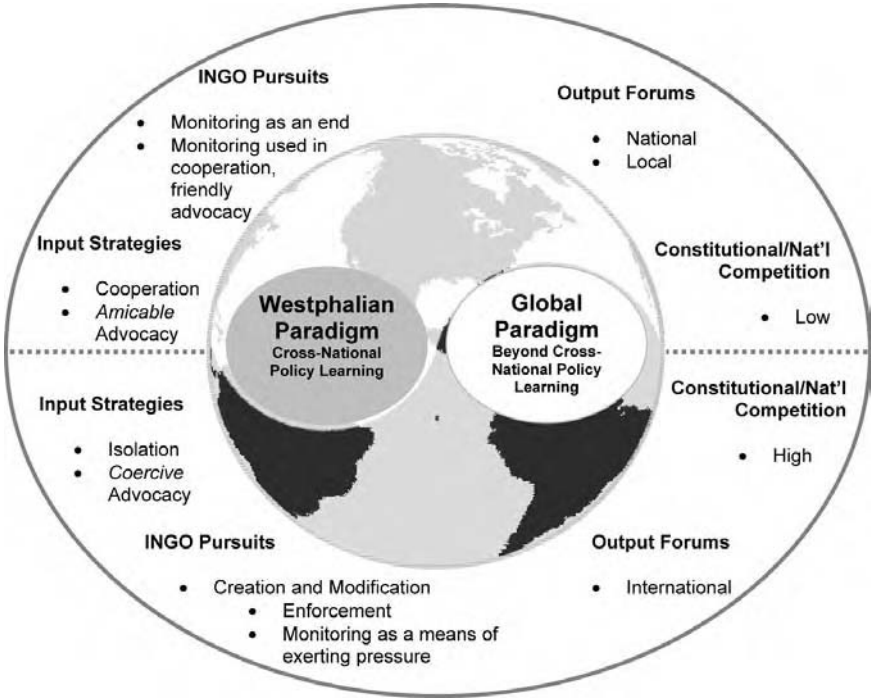 INGO Pursuits
• Monitoring as an end
• Monitoring used in
cooperation,
friendly
advocacy
Output Forums
• National
• Local
Input Strategies
• Cooperation
• Amicable
Advocacy
Westphalian
Paradigm
Cross-National
Policy Learning
Global
Paradigm
Beyond Cross-
National Policy
Learning
Constitutional/Nat'l
Competition
• Low
Input Strategies
• Isolation
• Coercive
Advocacy
Constitutional/Nat'l
Competition
• High
INGO Pursuits
• Creation and Modification
• Enforcement
• Monitoring as a means of
exerting pressure
Output Forums
• International